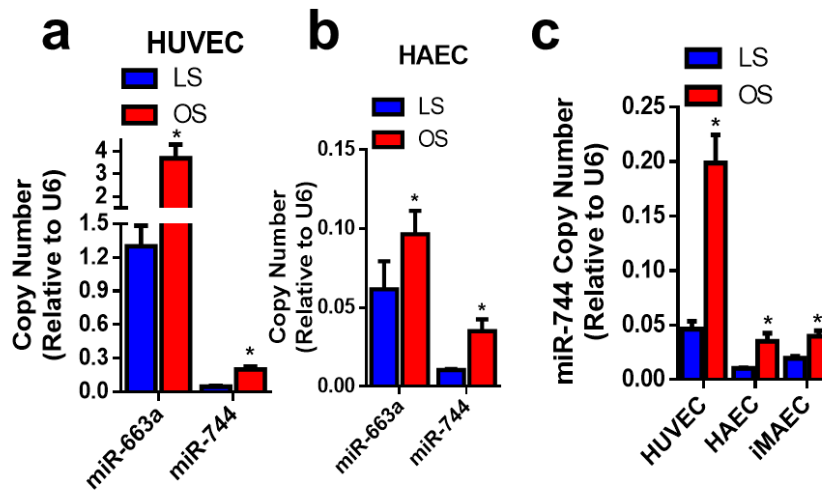 a
HUVEC
LS
OS
Copy Number
(Relative to U6)
4
3
2
1.5
1.2
0.9
0.6
0.3
0.0
*
*
miR-663a
miR-744
b
HAEC
LS
OS
Copy Number
(Relative to U6)
0.15
0.10
0.05
0.00
*
*
miR-663a
miR-744
c
LS
OS
miR-744 Copy Number
(Relative to U6)
0.25
0.20
0.15
0.10
0.05
0.00
*
*
*
HUVEC
HAEC
iMAEC